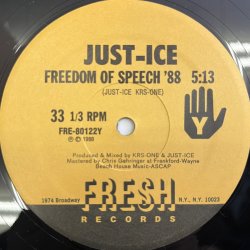 JUST-ICE
FREEDOM OF SPEECH '88 5:13
(JUST-ICE KRS-ONE)
33 1/3 RPM
FRE-80122Y
℗ © 1988
Y
Produced & Mixed by KRS-ONE & JUST-ICE
Mastered by Chris Gehringer at Frankford-Wayne
Beach House Music-ASCAP
FRESH
1974 Broadway
N.Y., N.Y. 10023
RECORDS